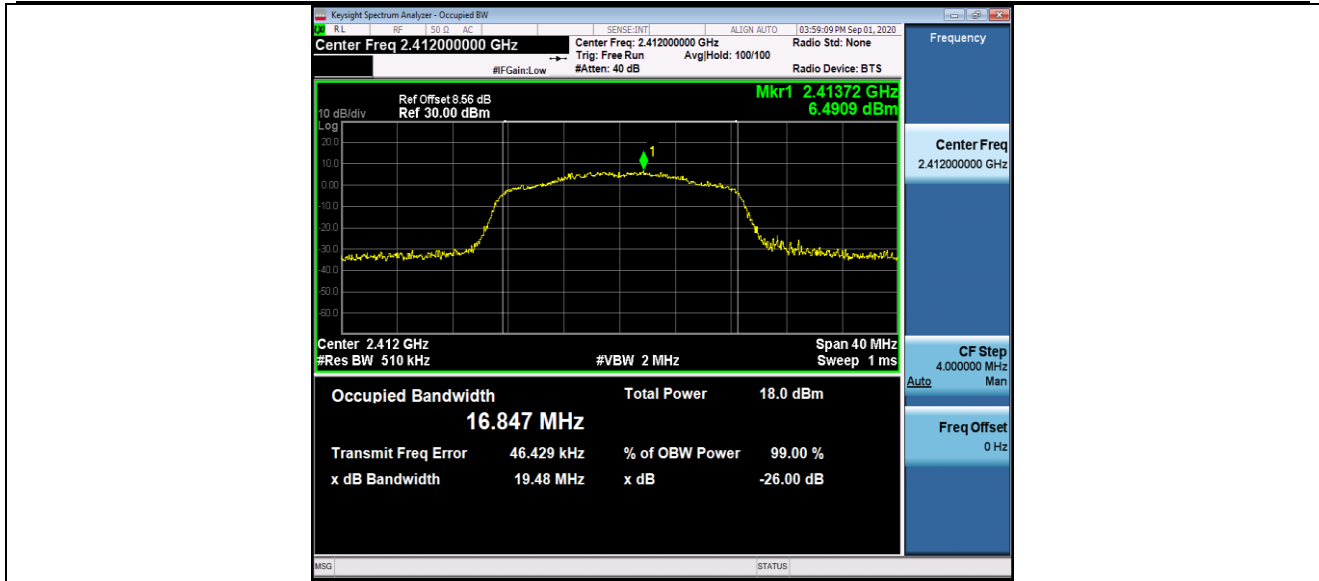 Keysight Spectrum Analyzer - Occupied BW
RL RF 50 Ω AC SENSE:INT ALIGN AUTO 03:59:09 PM Sep 01, 2020
Center Freq 2.412000000 GHz
Center Freq: 2.412000000 GHz Radio Std: None
Trig: Free Run Avg|Hold: 100/100
#IFGain:Low #Atten: 40 dB Radio Device: BTS
Mkr1 2.41372 GHz
6.4909 dBm
Ref Offset 8.56 dB
10 dB/div Ref 30.00 dBm
Log
20.0
10.0
0.00
-10.0
-20.0
-30.0
-40.0
-50.0
-60.0
1
Center 2.412 GHz Span 40 MHz
#Res BW 510 kHz #VBW 2 MHz Sweep 1 ms
Occupied Bandwidth Total Power 18.0 dBm
16.847 MHz
Transmit Freq Error 46.429 kHz % of OBW Power 99.00 %
x dB Bandwidth 19.48 MHz x dB -26.00 dB
MSG STATUS
Frequency
Center Freq
2.412000000 GHz
CF Step
4.000000 MHz
Auto Man
Freq Offset
0 Hz